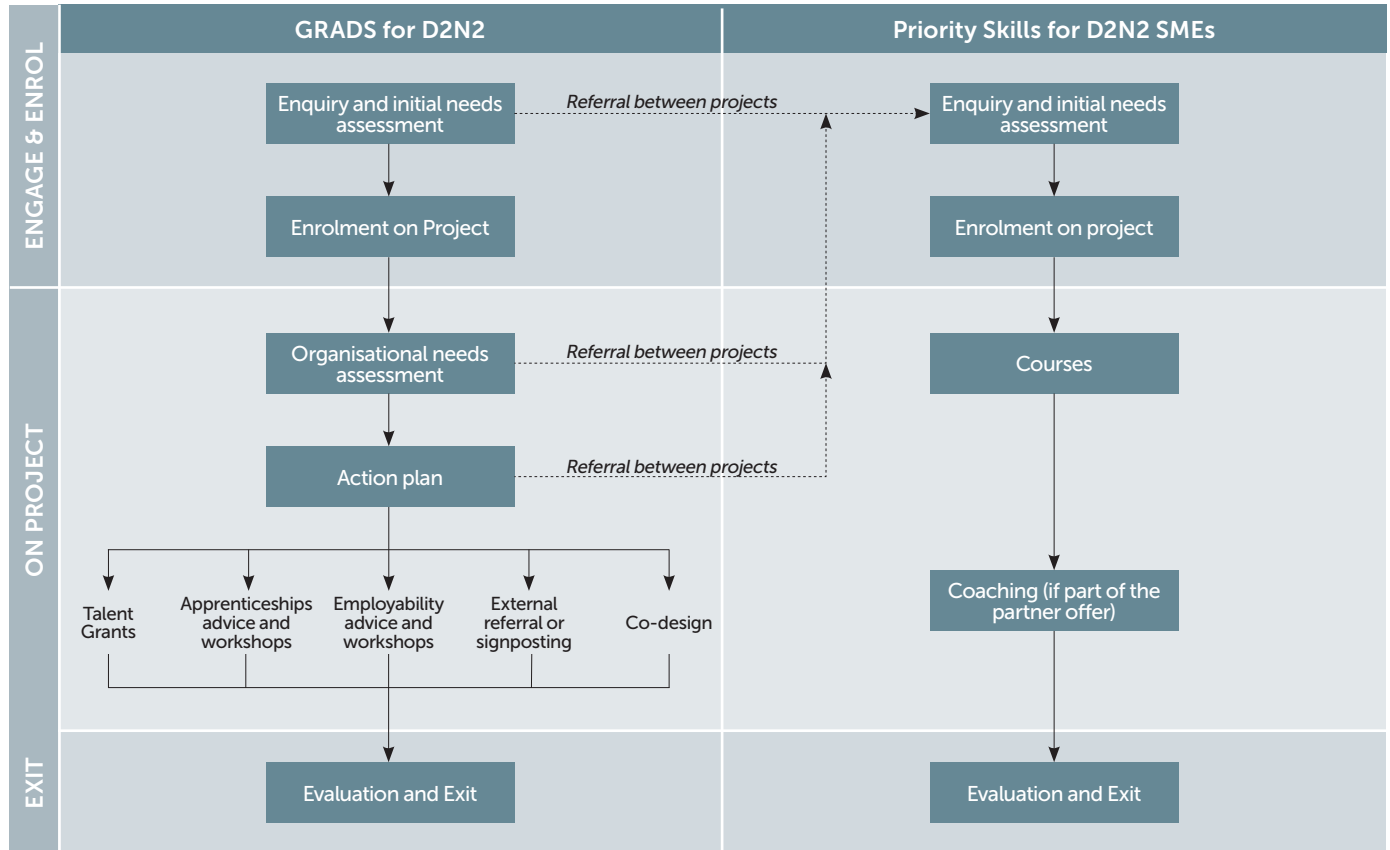 GRADS for D2N2
Priority Skills for D2N2 SMEs
ENGAGE & ENROL
Enquiry and initial needs
assessment
Referral between projects
Enquiry and initial needs
assessment
Enrolment on Project
Enrolment on project
ON PROJECT
Organisational needs
assessment
Referral between projects
Courses
Action plan
Referral between projects
Talent
Grants
Apprenticeships
advice and
workshops
Employability
advice and
workshops
External
referral or
signposting
Co-design
Coaching (if part of the
partner offer)
EXIT
Evaluation and Exit
Evaluation and Exit